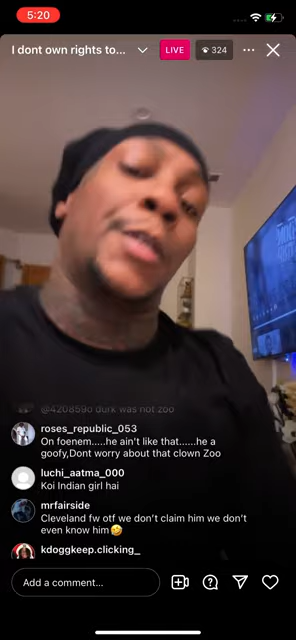 5:20
I dont own rights to...
LIVE
324
@420859o durk was not zoo
roses_republic_053
On foenem.....he ain't like that......he a
goofy,Dont worry about that clown Zoo
luchi_aatma_000
Koi Indian girl hai
mrfairside
Cleveland fw otf we don't claim him we don't
even know him🤣
kdoggkeep.clicking_
Add a comment...